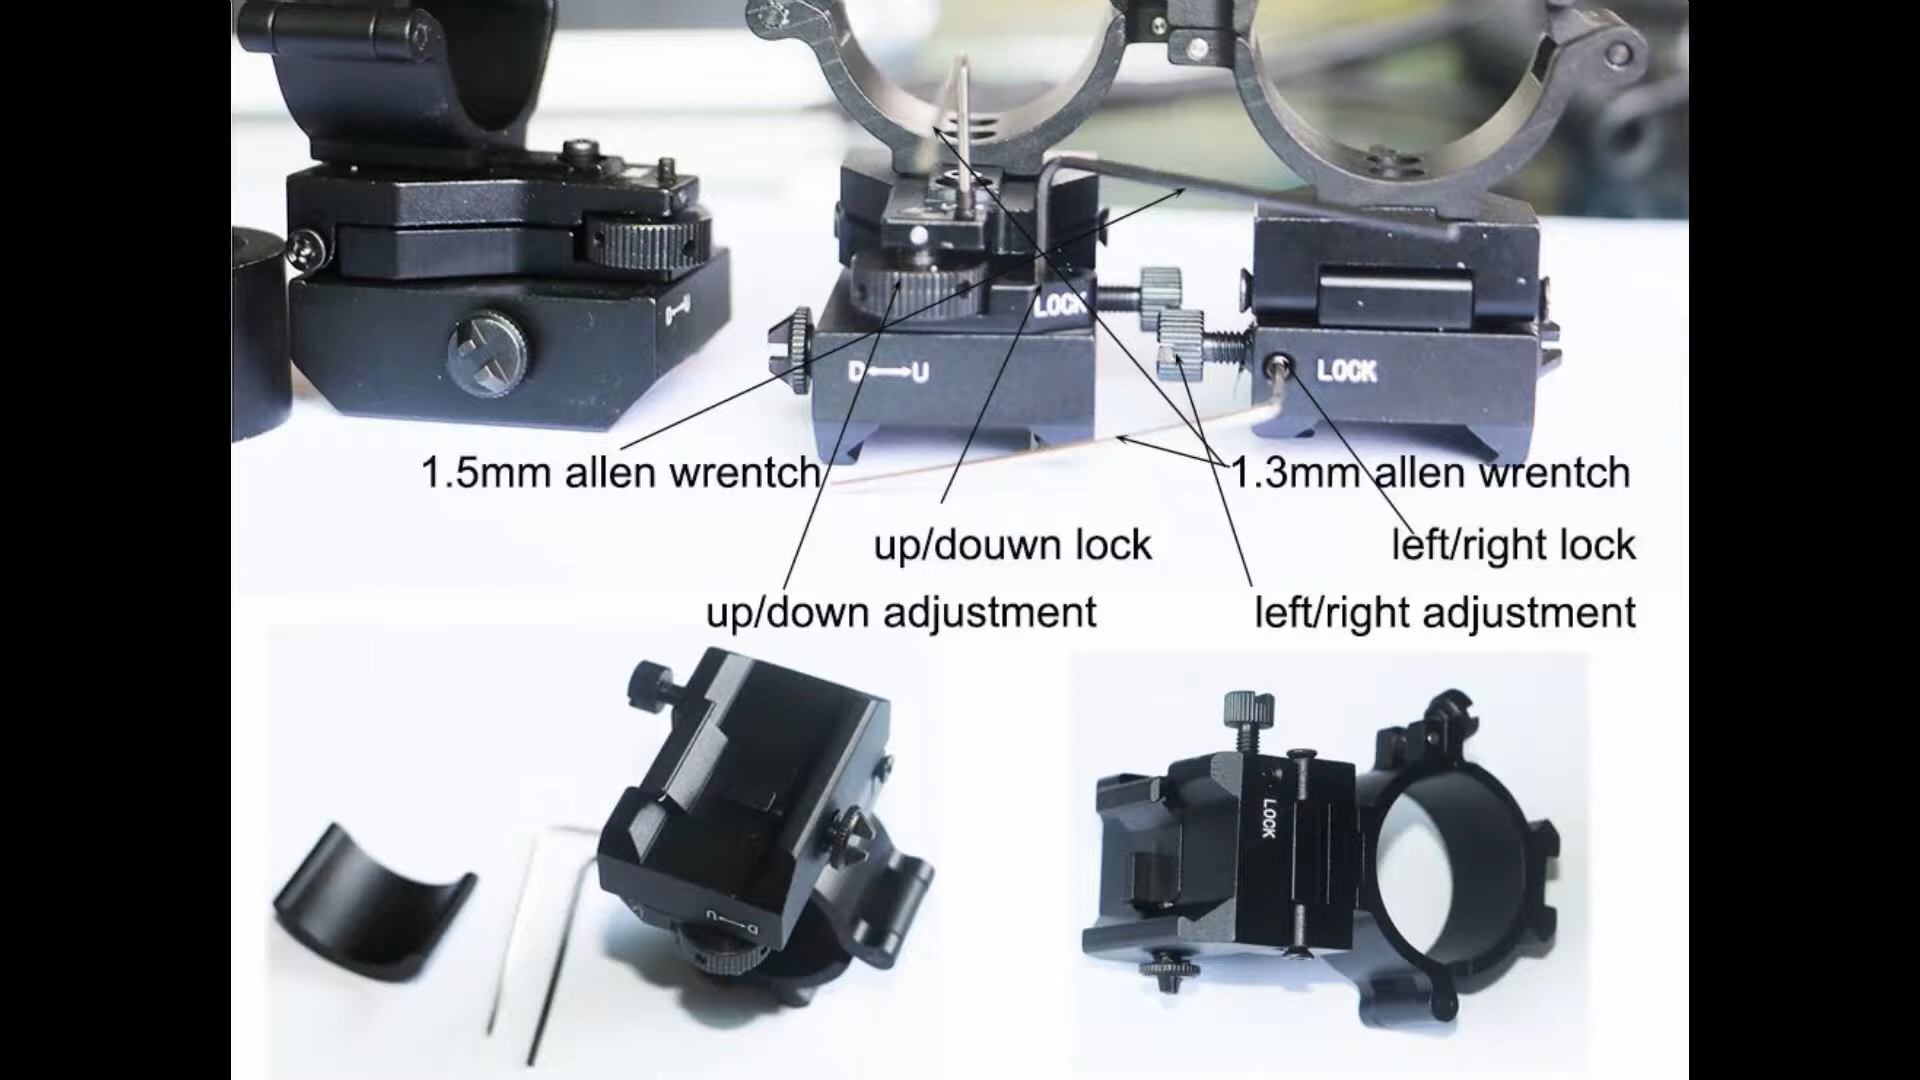 D↔U
LOCK
D↔U
LOCK
1.5mm allen wrentch
1.3mm allen wrentch
up/douwn lock
left/right lock
up/down adjustment
left/right adjustment
LOCK
U↔D